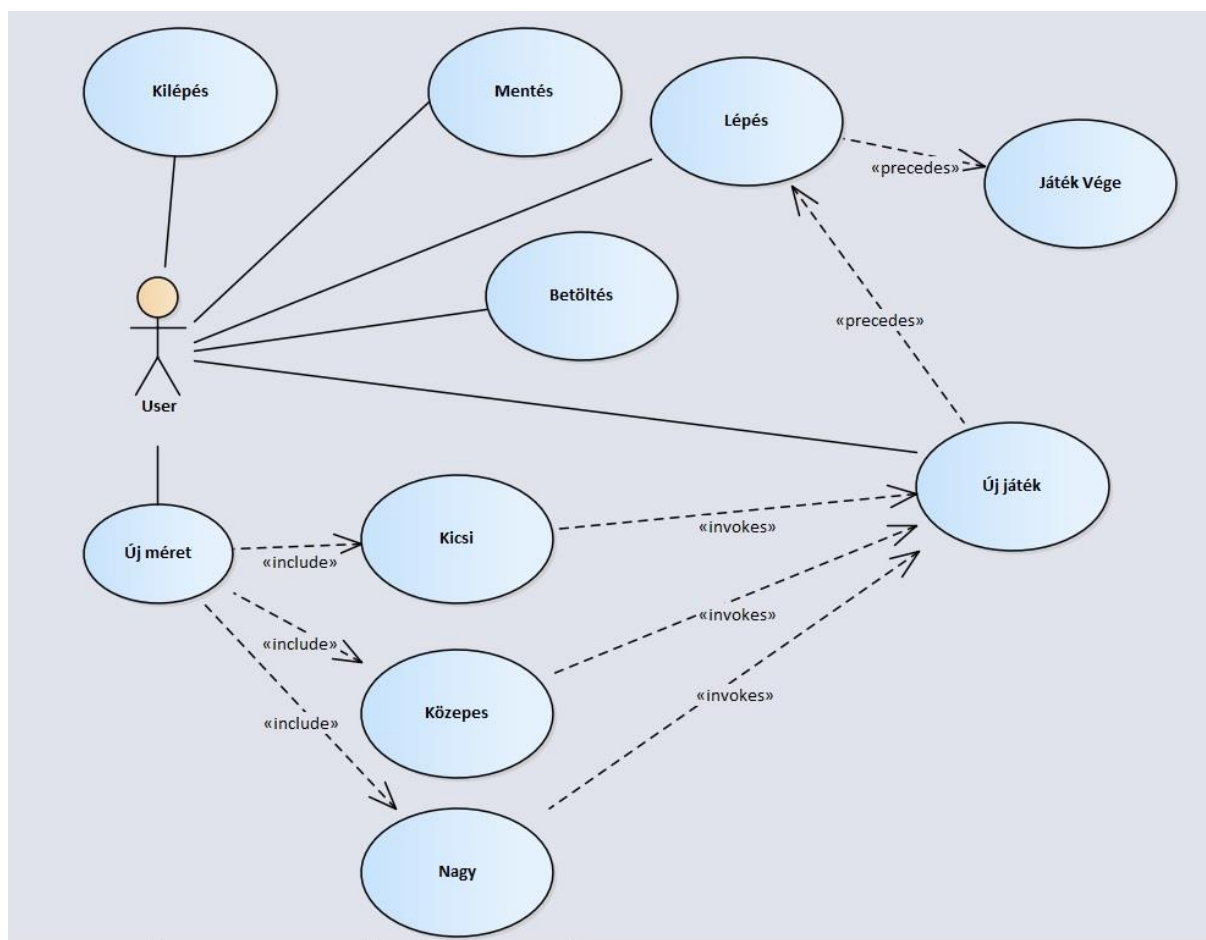 Kilépés
Mentés
Lépés
«precedes»
Játék Vége
Betöltés
«precedes»
User
Új játék
Kicsi
«invokes»
Új méret
«include»
«invokes»
«include»
«invokes»
Közepes
«include»
Nagy